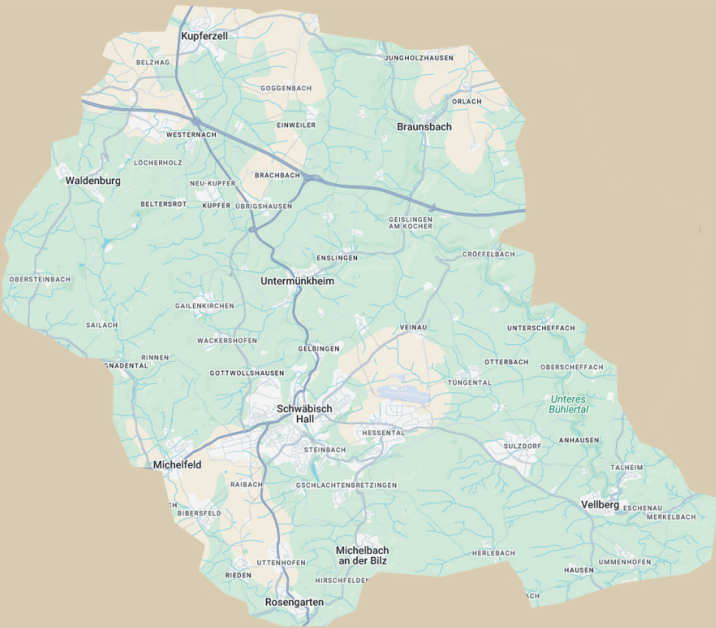 Kupferzell
BELZHAG
JUNGHOLZHAUSEN
GOGGENBACH
ORLACH
EINWEILER
Braunsbach
WESTERNACH
LÖCHERHOLZ
BRACHBACH
Waldenburg
NEU-KUPFER
BELTERSROT
KUPFER
ÜBRIGSHAUSEN
GEISLINGEN
AM KOCHER
ENSLINGEN
CRÖFFELBACH
OBERSTEINBACH
Untermünkheim
GAILENKIRCHEN
SAILACH
VEINAU
UNTERSCHEFFACH
WACKERSHOFEN
GELBINGEN
RINNEN
GNADENTAL
OTTERBACH
OBERSCHEFFACH
GOTTWOLLSHAUSEN
TÜNGENTAL
Unteres
Bühlertal
Schwäbisch
Hall
HESSENTAL
ANHAUSEN
STEINBACH
SULZDORF
Michelfeld
TALHEIM
RAIBACH
GSCHLACHTENBRETZINGEN
Vellberg
ESCHENAU
CH
BIBERSFELD
MERKELBACH
Michelbach
an der Bilz
HERLEBACH
UTTENHOFEN
UMMENHOFEN
RIEDEN
HIRSCHFELDEN
HAUSEN
ACH
Rosengarten